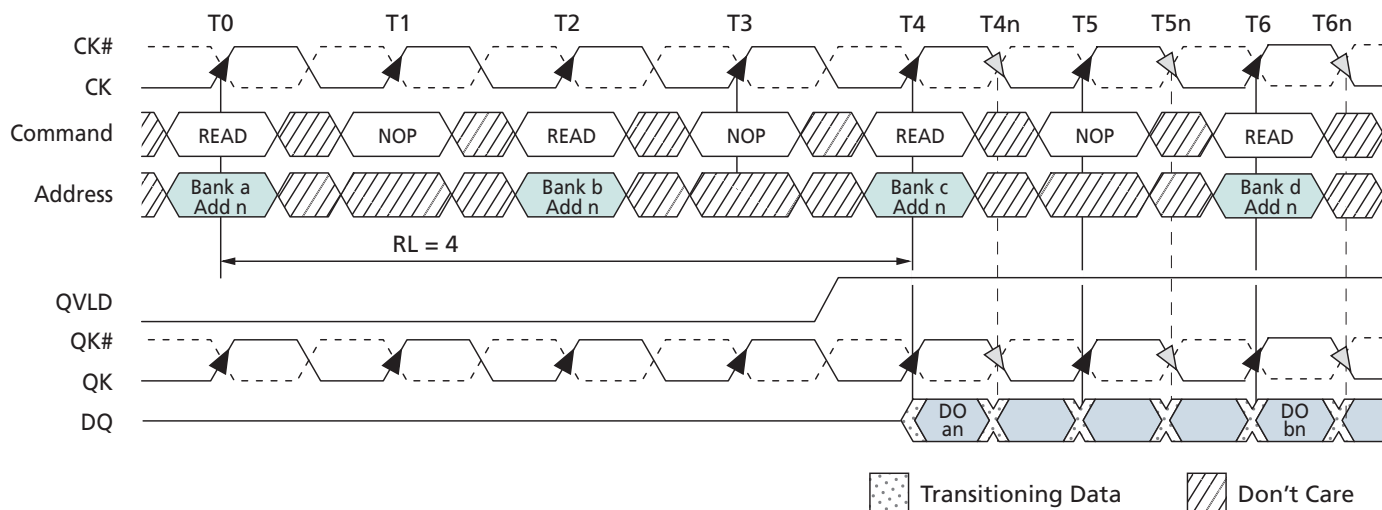 T0 T1 T2 T3 T4 T4n T5 T5n T6 T6n
CK#
CK
Command READ NOP READ NOP READ NOP READ
Address Bank a Add n Bank b Add n Bank c Add n Bank d Add n
RL = 4
QVLD
QK#
QK
DQ DO an DO bn
Transitioning Data Don't Care